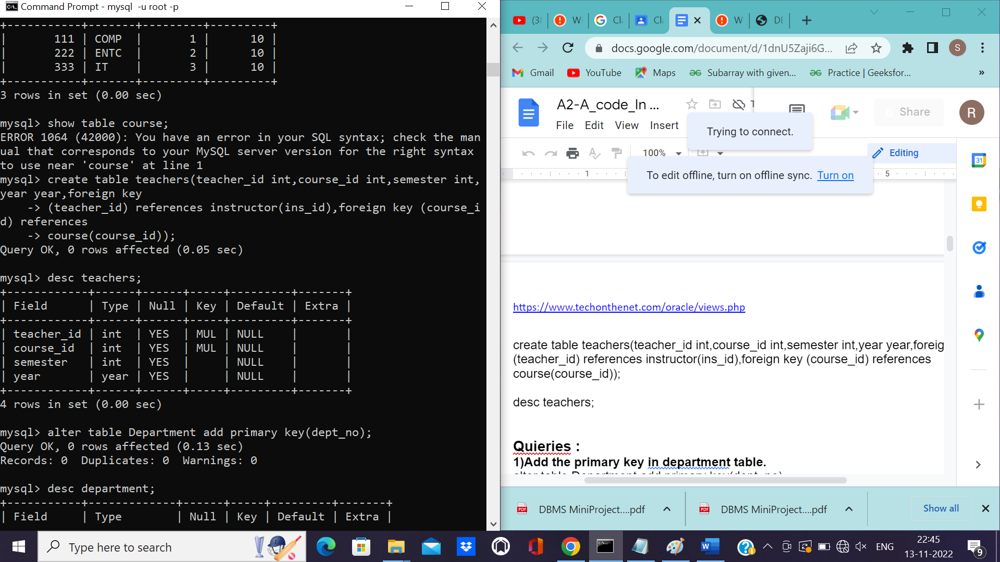 Command Prompt - mysql  -u root -p
+-----------+-------+---------+---------+
|       111 | COMP  |       1 |      10 |
|       222 | ENTC  |       2 |      10 |
|       333 | IT    |       3 |      10 |
+-----------+-------+---------+---------+
3 rows in set (0.00 sec)
mysql> show table course;
ERROR 1064 (42000): You have an error in your SQL syntax; check the man
ual that corresponds to your MySQL server version for the right syntax
to use near 'course' at line 1
mysql> create table teachers(teacher_id int,course_id int,semester int,
year year,foreign key
    -> (teacher_id) references instructor(ins_id),foreign key (course_i
d) references
    -> course(course_id));
Query OK, 0 rows affected (0.05 sec)
mysql> desc teachers;
+------------+------+------+-----+---------+-------+
| Field      | Type | Null | Key | Default | Extra |
+------------+------+------+-----+---------+-------+
| teacher_id | int  | YES  | MUL | NULL    |       |
| course_id  | int  | YES  | MUL | NULL    |       |
| semester   | int  | YES  |     | NULL    |       |
| year       | year | YES  |     | NULL    |       |
+------------+------+------+-----+---------+-------+
4 rows in set (0.00 sec)
mysql> alter table Department add primary key(dept_no);
Query OK, 0 rows affected (0.13 sec)
Records: 0  Duplicates: 0  Warnings: 0
mysql> desc department;
+-----------+-------------+------+-----+---------+-------+
| Field     | Type        | Null | Key | Default | Extra |
(3 W Cl Cl W DE
docs.google.com/document/d/1dnU5Zaji6G... S
Gmail YouTube Maps Subarray with given... Practice | Geeksfor... »
A2-A_code_In ... Share R
File Edit View Insert
Trying to connect.
100% Editing
To edit offline, turn on offline sync. Turn on
1 5
31
https://www.techonthenet.com/oracle/views.php
create table teachers(teacher_id int,course_id int,semester int,year year,foreig
(teacher_id) references instructor(ins_id),foreign key (course_id) references
course(course_id));
desc teachers;
Quieries :
1)Add the primary key in department table.
alter table Department add primary key(dept_no)
PDF DBMS MiniProject....pdf PDF DBMS MiniProject....pdf Show all
Type here to search
W ENG 22:45
13-11-2022 9